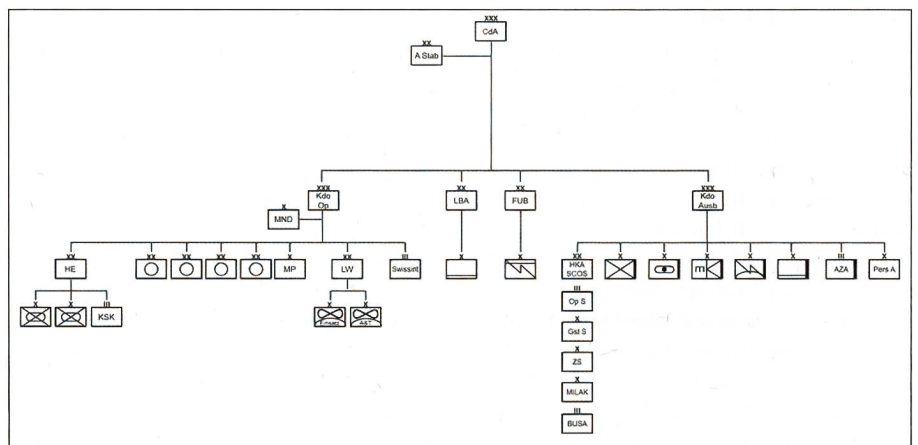 XXX
CdA
XX
A Stab
XXX
Kdo
Op
XX
LBA
XX
FUB
XXX
Kdo
Ausb
X
MND
XX
HE
XX
XX
XX
XX
X
MP
XX
LW
III
Swissint
X
X
XX
HKA
SCOS
X
X
X
X
X
III
AZA
X
Pers A
X
X
III
KSK
X
Einsatz
X
A&T
III
Op S
X
Gst S
X
ZS
X
MILAK
III
BUSA